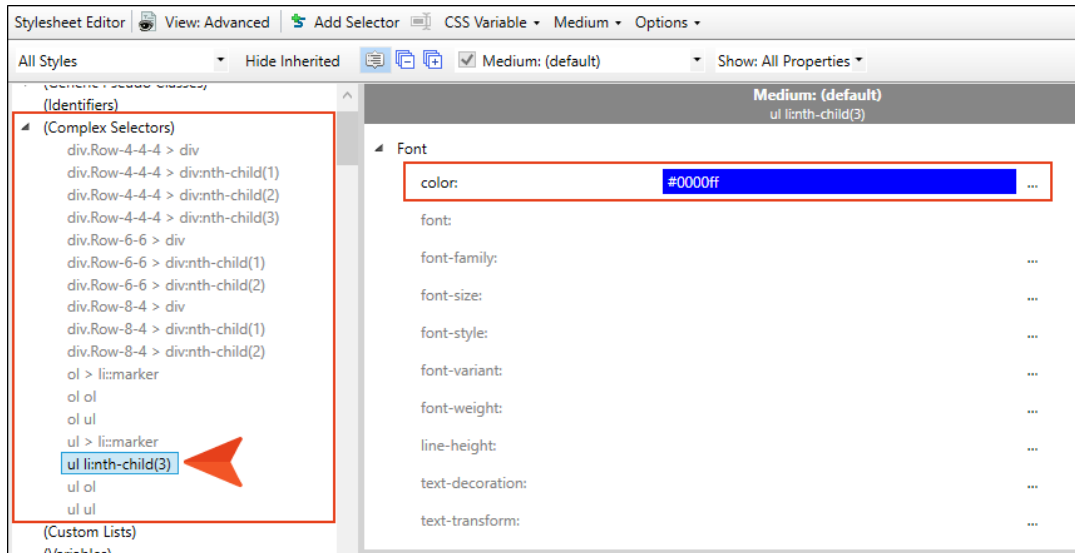 Stylesheet Editor View: Advanced Add Selector CSS Variable Medium Options
All Styles Hide Inherited Medium: (default) Show: All Properties
(Generic Pseudo Classes)
(Identifiers)
(Complex Selectors)
div.Row-4-4-4 > div
div.Row-4-4-4 > div:nth-child(1)
div.Row-4-4-4 > div:nth-child(2)
div.Row-4-4-4 > div:nth-child(3)
div.Row-6-6 > div
div.Row-6-6 > div:nth-child(1)
div.Row-6-6 > div:nth-child(2)
div.Row-8-4 > div
div.Row-8-4 > div:nth-child(1)
div.Row-8-4 > div:nth-child(2)
ol > li::marker
ol ol
ol ul
ul > li::marker
ul li:nth-child(3)
ul ol
ul ul
(Custom Lists)
(Variables)
Medium: (default)
ul li:nth-child(3)
Font
color: #0000ff ...
font:
font-family: ...
font-size: ...
font-style: ...
font-variant: ...
font-weight: ...
line-height: ...
text-decoration: ...
text-transform: ...